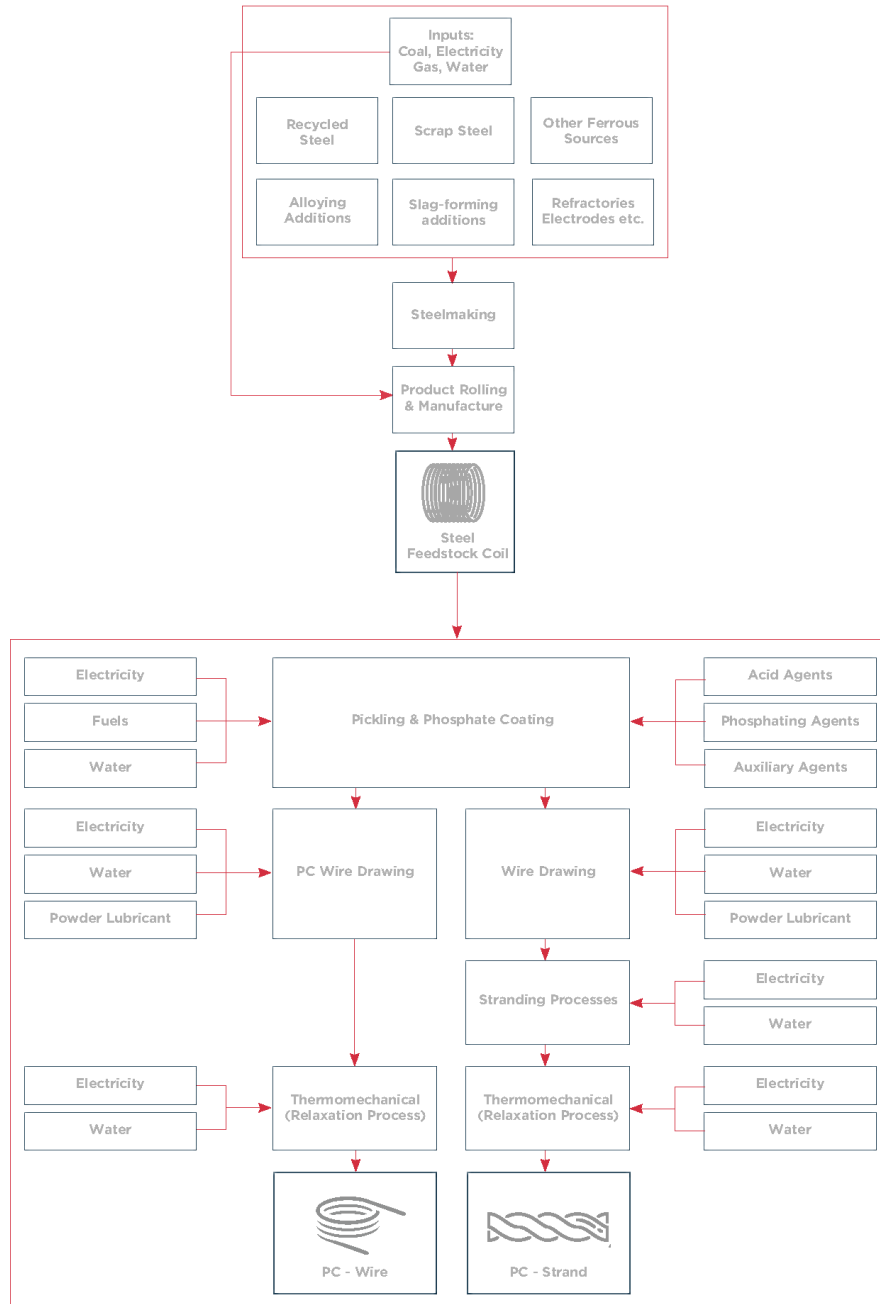 Inputs:
Coal, Electricity
Gas, Water
Recycled
Steel
Scrap Steel
Other Ferrous
Sources
Alloying
Additions
Slag-forming
additions
Refractories
Electrodes etc.
Steelmaking
Product Rolling
& Manufacture
Steel
Feedstock Coil
Electricity
Fuels
Water
Pickling & Phosphate Coating
Acid Agents
Phosphating Agents
Auxiliary Agents
Electricity
Water
Powder Lubricant
PC Wire Drawing
Wire Drawing
Electricity
Water
Powder Lubricant
Stranding Processes
Electricity
Water
Electricity
Water
Thermomechanical
(Relaxation Process)
Thermomechanical
(Relaxation Process)
Electricity
Water
PC - Wire
PC - Strand